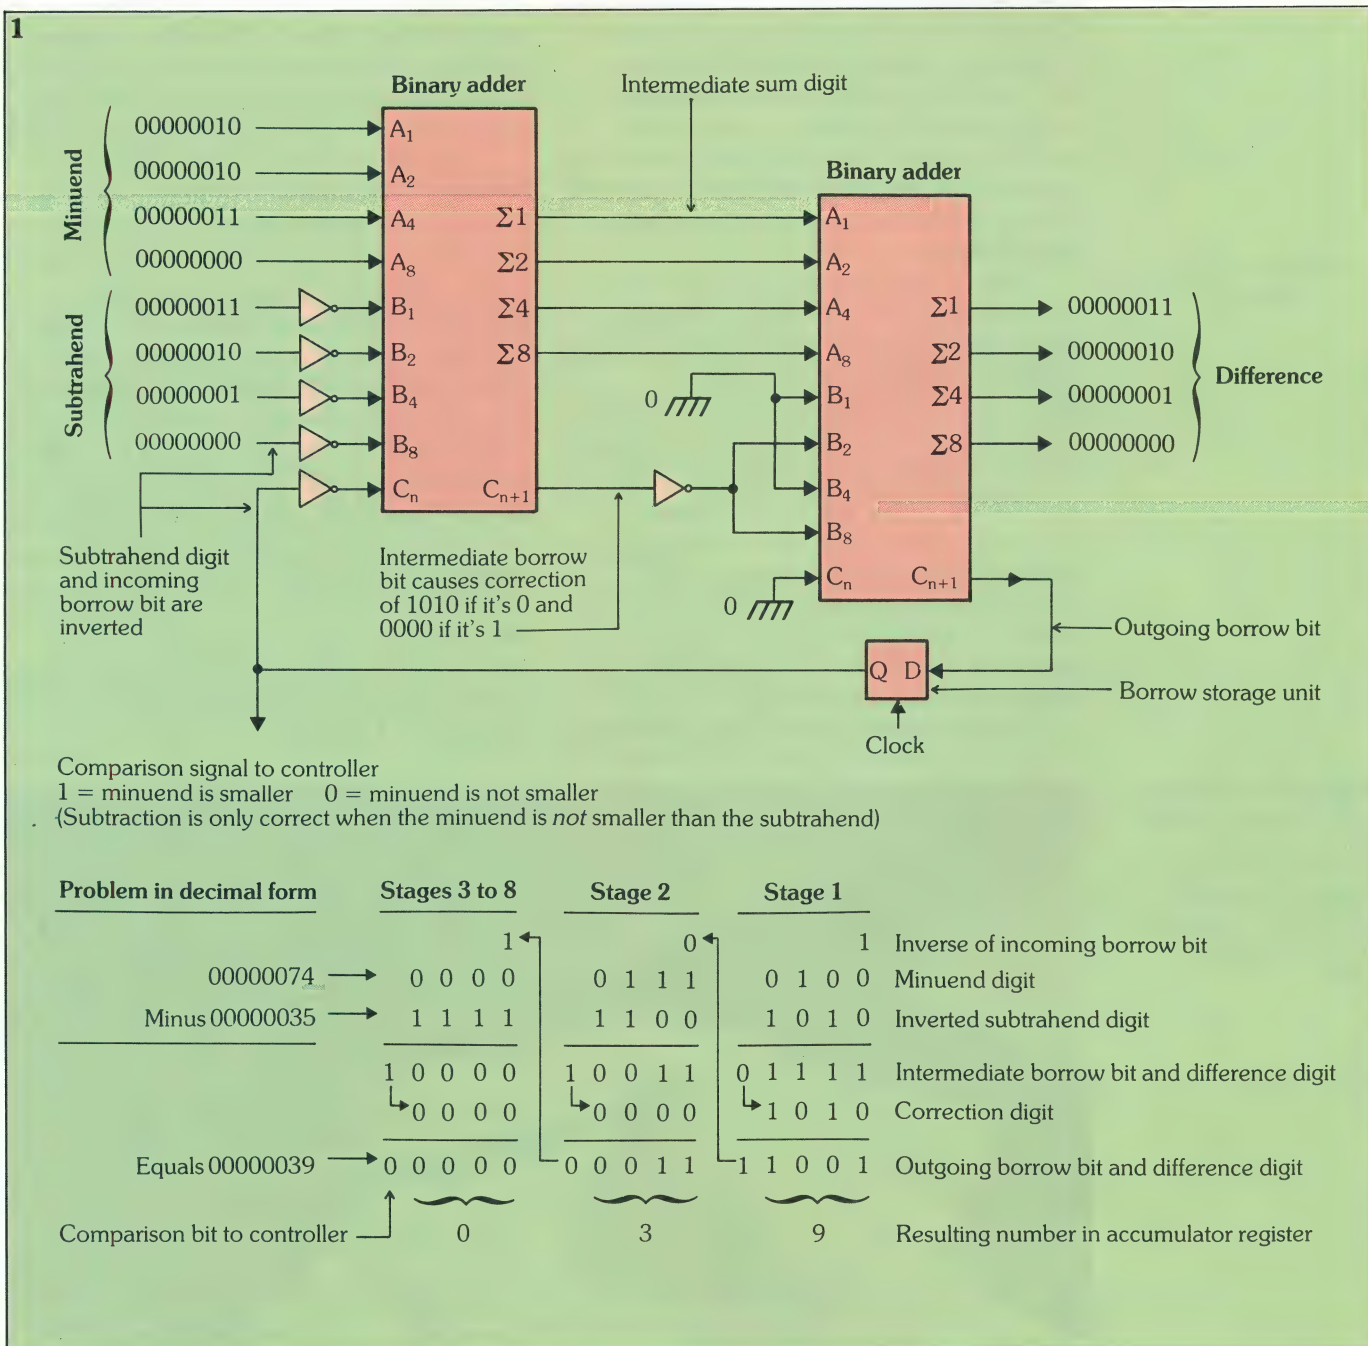 1
Binary adder
Intermediate sum digit
Minuend
00000010
00000010
00000011
00000000
A₁
A₂
A₄ Σ1
A₈ Σ2
Subtrahend
00000011
00000010
00000001
00000000
B₁ Σ4
B₂ Σ8
B₄
B₈
Cₙ Cₙ₊₁
Binary adder
A₁
A₂
A₄ Σ1
A₈ Σ2
B₁ Σ4
B₂ Σ8
B₄
B₈
Cₙ Cₙ₊₁
0
0
00000011
00000010
00000001
00000000
Difference
Subtrahend digit
and incoming
borrow bit are
inverted
Intermediate borrow
bit causes correction
of 1010 if it's 0 and
0000 if it's 1
Outgoing borrow bit
Q D
Borrow storage unit
Clock
Comparison signal to controller
1 = minuend is smaller 0 = minuend is not smaller
(Subtraction is only correct when the minuend is not smaller than the subtrahend)
Problem in decimal form Stages 3 to 8 Stage 2 Stage 1
1 0 1 Inverse of incoming borrow bit
00000074 0 0 0 0 0 1 1 1 0 1 0 0 Minuend digit
Minus 00000035 1 1 1 1 1 1 0 0 1 0 1 0 Inverted subtrahend digit
1 0 0 0 0 1 0 0 1 1 0 1 1 1 1 Intermediate borrow bit and difference digit
0 0 0 0 0 0 0 0 1 0 1 0 Correction digit
Equals 00000039 0 0 0 0 0 0 0 0 1 1 1 1 0 0 1 Outgoing borrow bit and difference digit
Comparison bit to controller 0 3 9 Resulting number in accumulator register